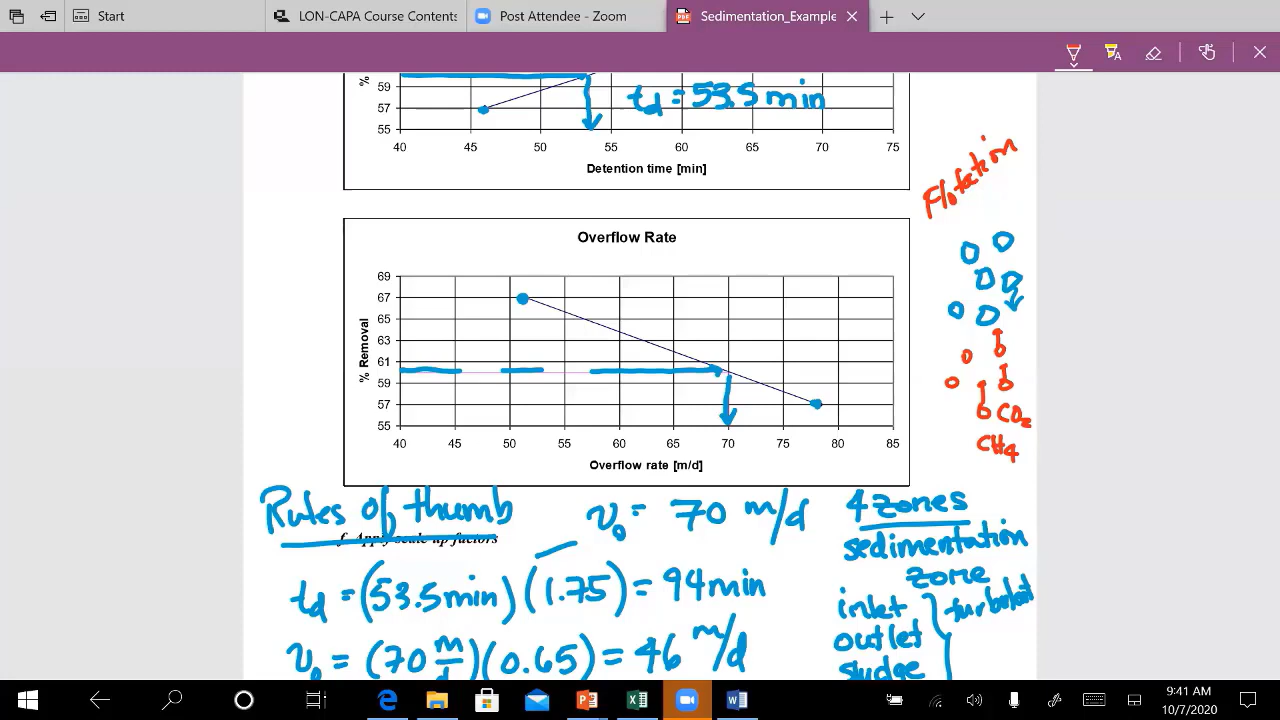 Start
LON-CAPA Course Contents
Post Attendee - Zoom
Sedimentation_Example
%
59
57
55
td = 53.5 min
40 45 50 55 60 65 70 75
Detention time [min]
Flotation
Overflow Rate
69
67
65
63
61
59
57
55
% Removal
40 45 50 55 60 65 70 75 80 85
Overflow rate [m/d]
CO2
CH4
Rules of thumb
v0 = 70 m/d
f. Apply scale-up factors
td = (53.5 min)(1.75) = 94 min
v0 = (70 m/d)(0.65) = 46 m/d
4 zones
sedimentation
zone
inlet
turbulent
outlet
sludge
9:41 AM
10/7/2020